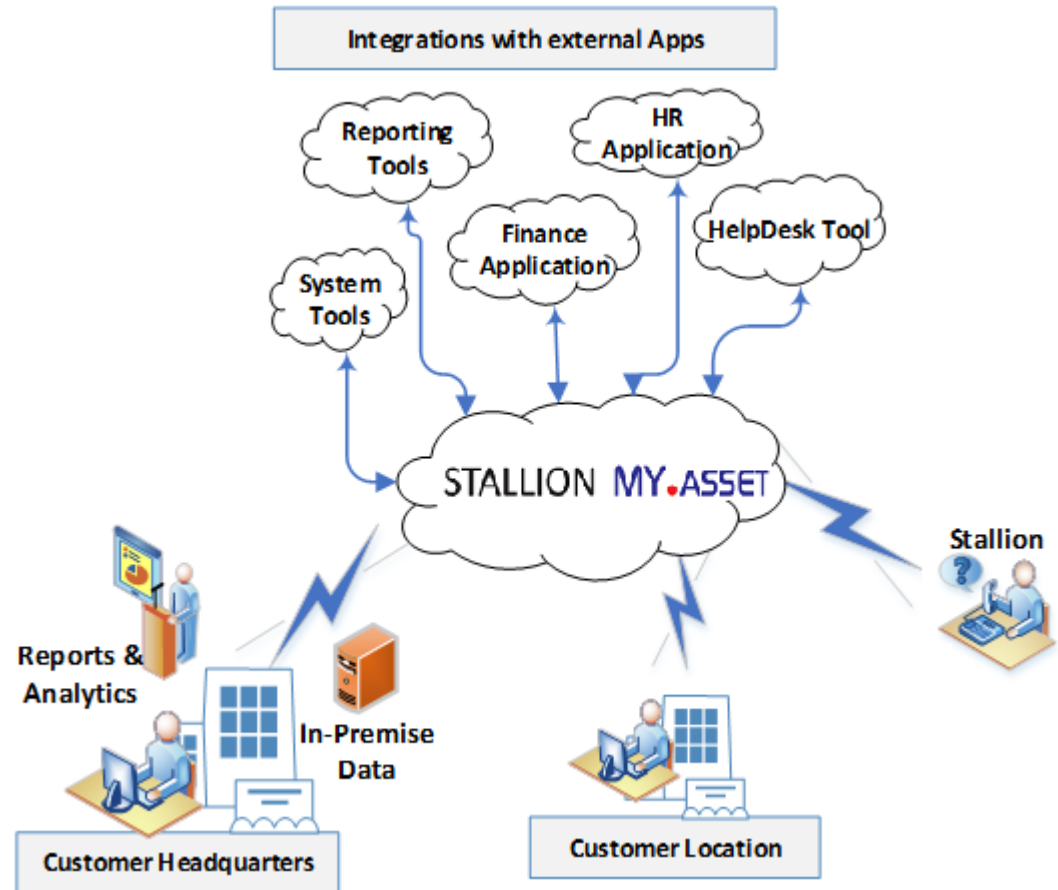 Integrations with external Apps
Reporting
Tools
HR
Application
Finance
Application
HelpDesk Tool
System
Tools
STALLION MY.ASSET
Stallion
?
Reports &
Analytics
In-Premise
Data
Customer Headquarters
Customer Location